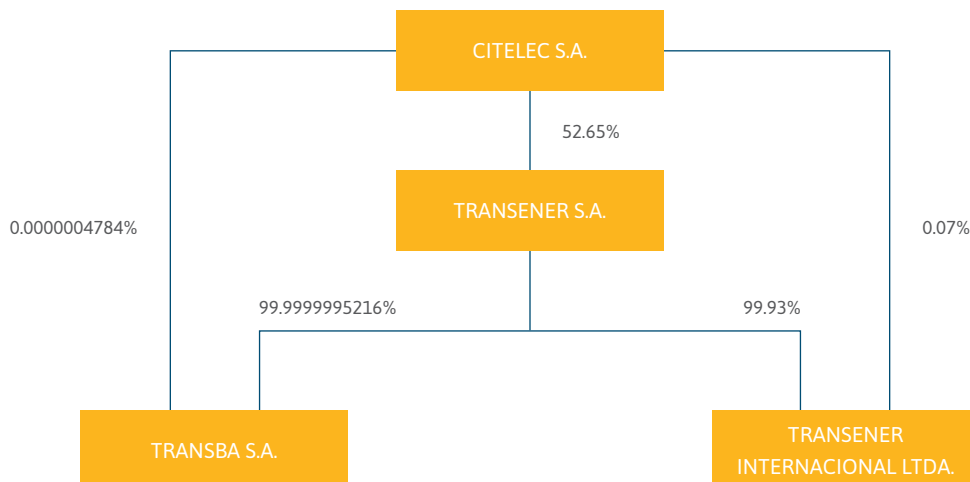 CITELEC S.A.
52.65%
TRANSENER S.A.
0.0000004784%
0.07%
99.9999995216%
99.93%
TRANSBA S.A.
TRANSENER
INTERNACIONAL LTDA.